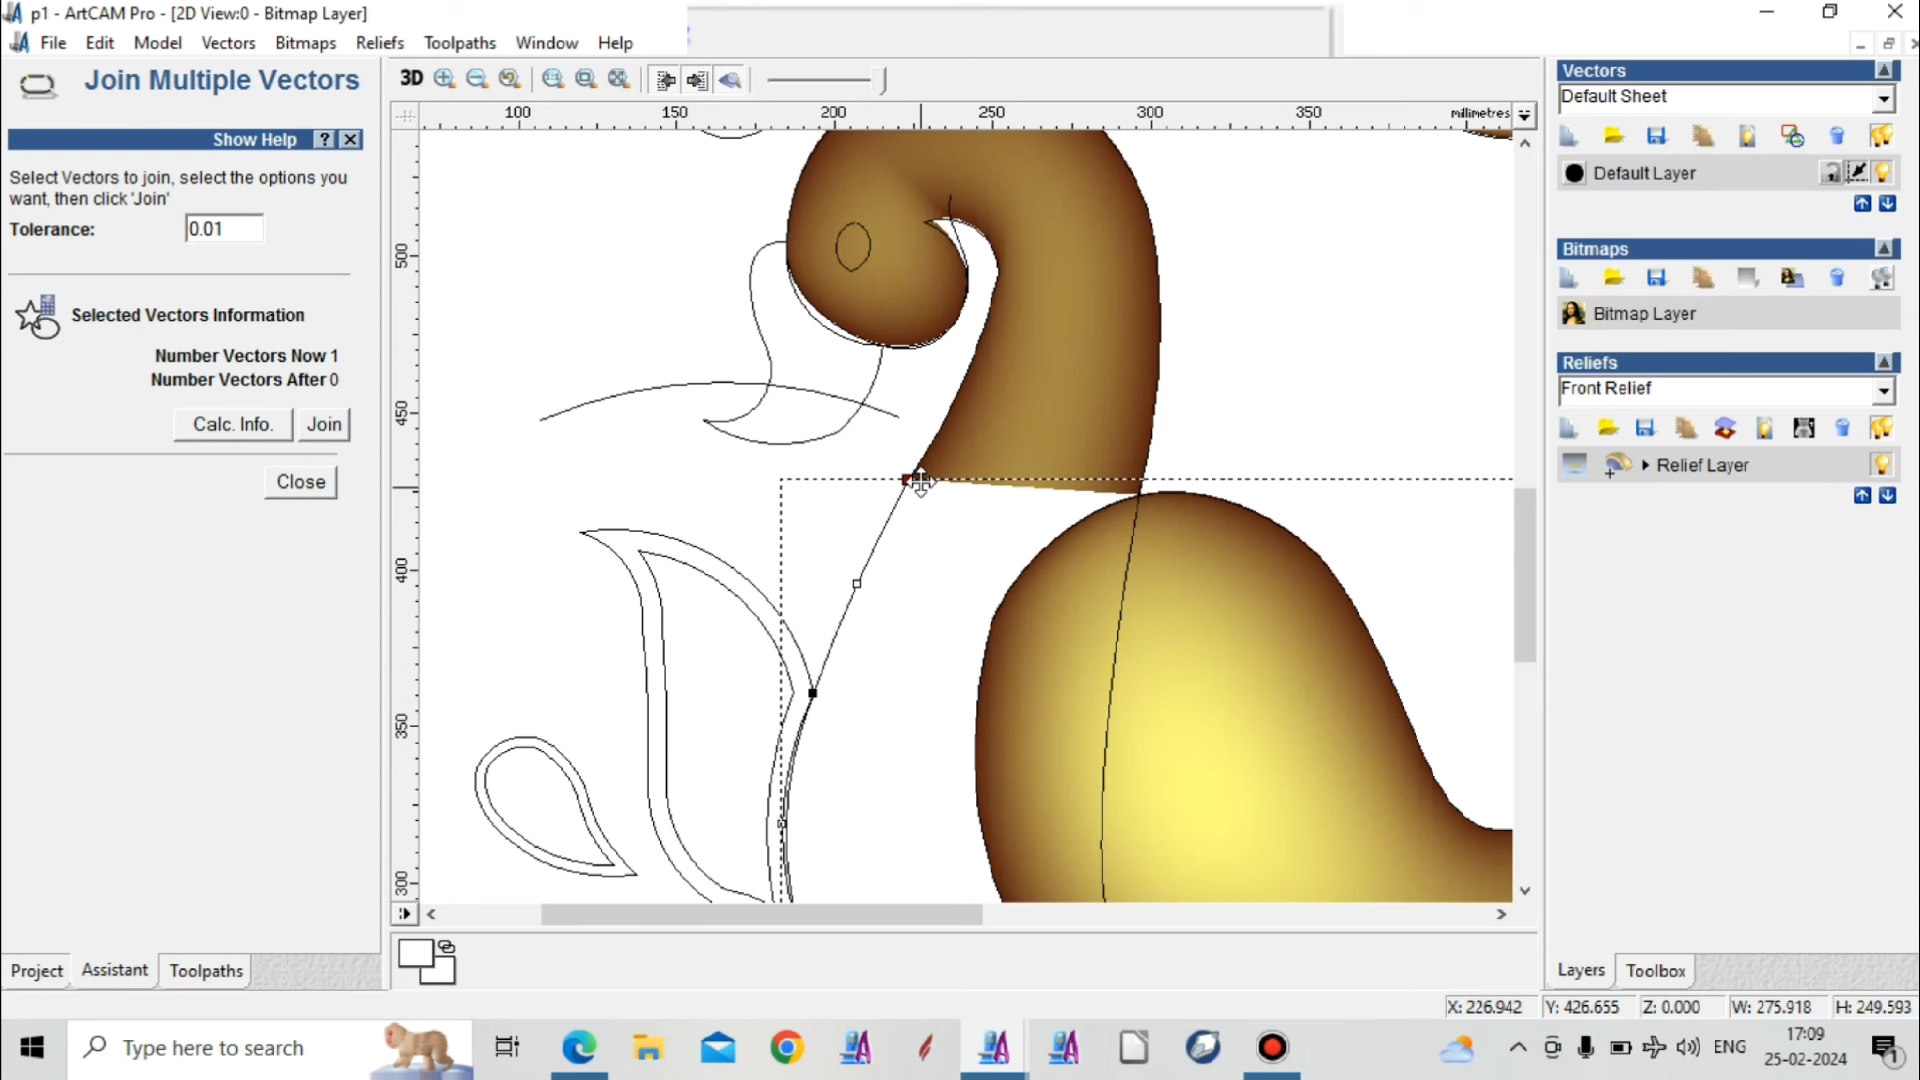 p1 - ArtCAM Pro - [2D View:0 - Bitmap Layer]
File Edit Model Vectors Bitmaps Reliefs Toolpaths Window Help
Join Multiple Vectors
Show Help ?
Select Vectors to join, select the options you
want, then click 'Join'
Tolerance: 0.01
Selected Vectors Information
Number Vectors Now 1
Number Vectors After 0
Calc. Info. Join
Close
Project Assistant Toolpaths
3D
100 150 200 250 300 350 millimetres
500
450
400
350
300
Vectors
Default Sheet
Default Layer
Bitmaps
Bitmap Layer
Reliefs
Front Relief
Relief Layer
Layers Toolbox
X: 226.942 Y: 426.655 Z: 0.000 W: 275.918 H: 249.593
Type here to search
ENG
17:09
25-02-2024
1